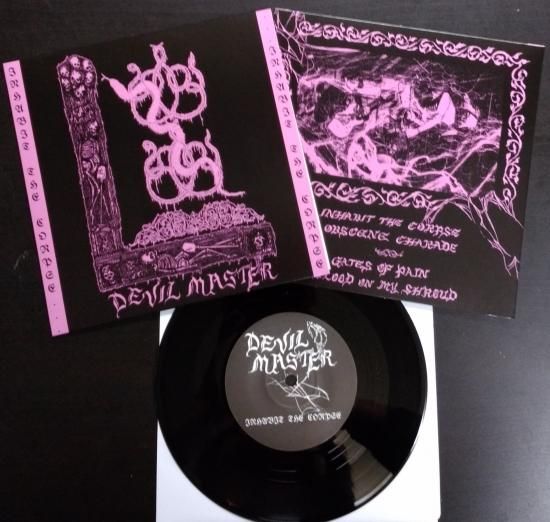 INHABIT THE CORPSE
DEVIL MASTER
INHABIT THE CORPSE
INHABIT THE CORPSE
OBSCENE CHARADE
GATES OF PAIN
LOOD ON MY SHROUD
DEVIL
MASTER
INHABIT THE CORPSE